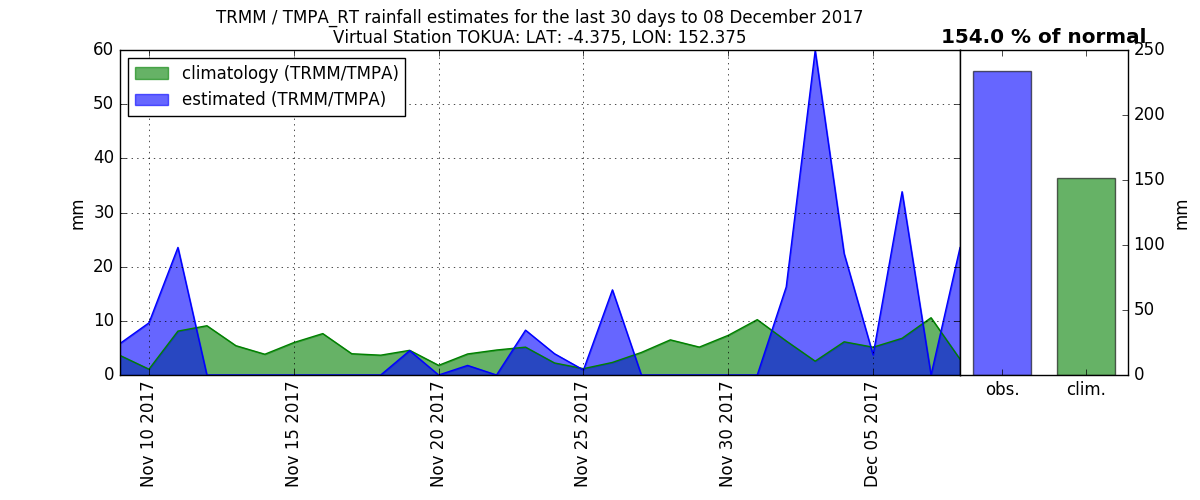 TRMM / TMPA_RT rainfall estimates for the last 30 days to 08 December 2017
Virtual Station TOKUA: LAT: -4.375, LON: 152.375
154.0 % of normal
climatology (TRMM/TMPA)
estimated (TRMM/TMPA)
60
50
40
30
20
10
0
mm
Nov 10 2017
Nov 15 2017
Nov 20 2017
Nov 25 2017
Nov 30 2017
Dec 05 2017
obs.
clim.
250
200
150
100
50
0
mm